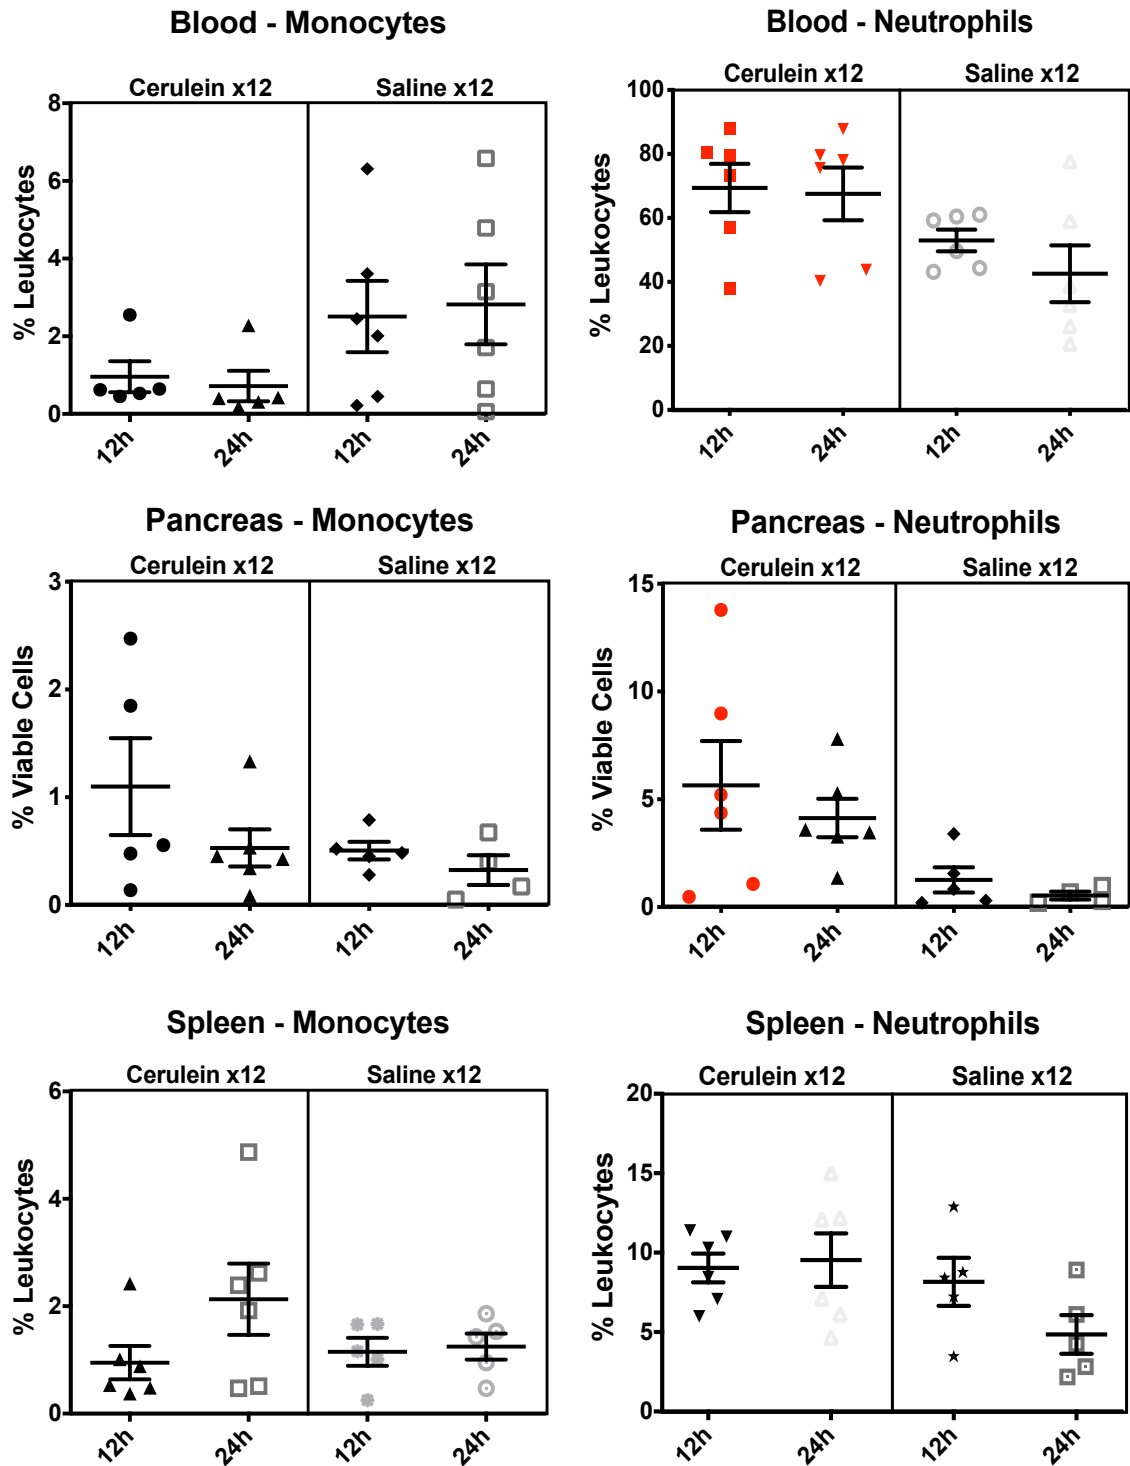 Blood - Monocytes
Cerulein x12 Saline x12
% Leukocytes
8
6
4
2
0
12h 24h 12h 24h
Blood - Neutrophils
Cerulein x12 Saline x12
% Leukocytes
100
80
60
40
20
0
12h 24h 12h 24h
Pancreas - Monocytes
Cerulein x12 Saline x12
% Viable Cells
3
2
1
0
12h 24h 12h 24h
Pancreas - Neutrophils
Cerulein x12 Saline x12
% Viable Cells
15
10
5
0
12h 24h 12h 24h
Spleen - Monocytes
Cerulein x12 Saline x12
% Leukocytes
6
4
2
0
12h 24h 12h 24h
Spleen - Neutrophils
Cerulein x12 Saline x12
% Leukocytes
20
15
10
5
0
12h 24h 12h 24h